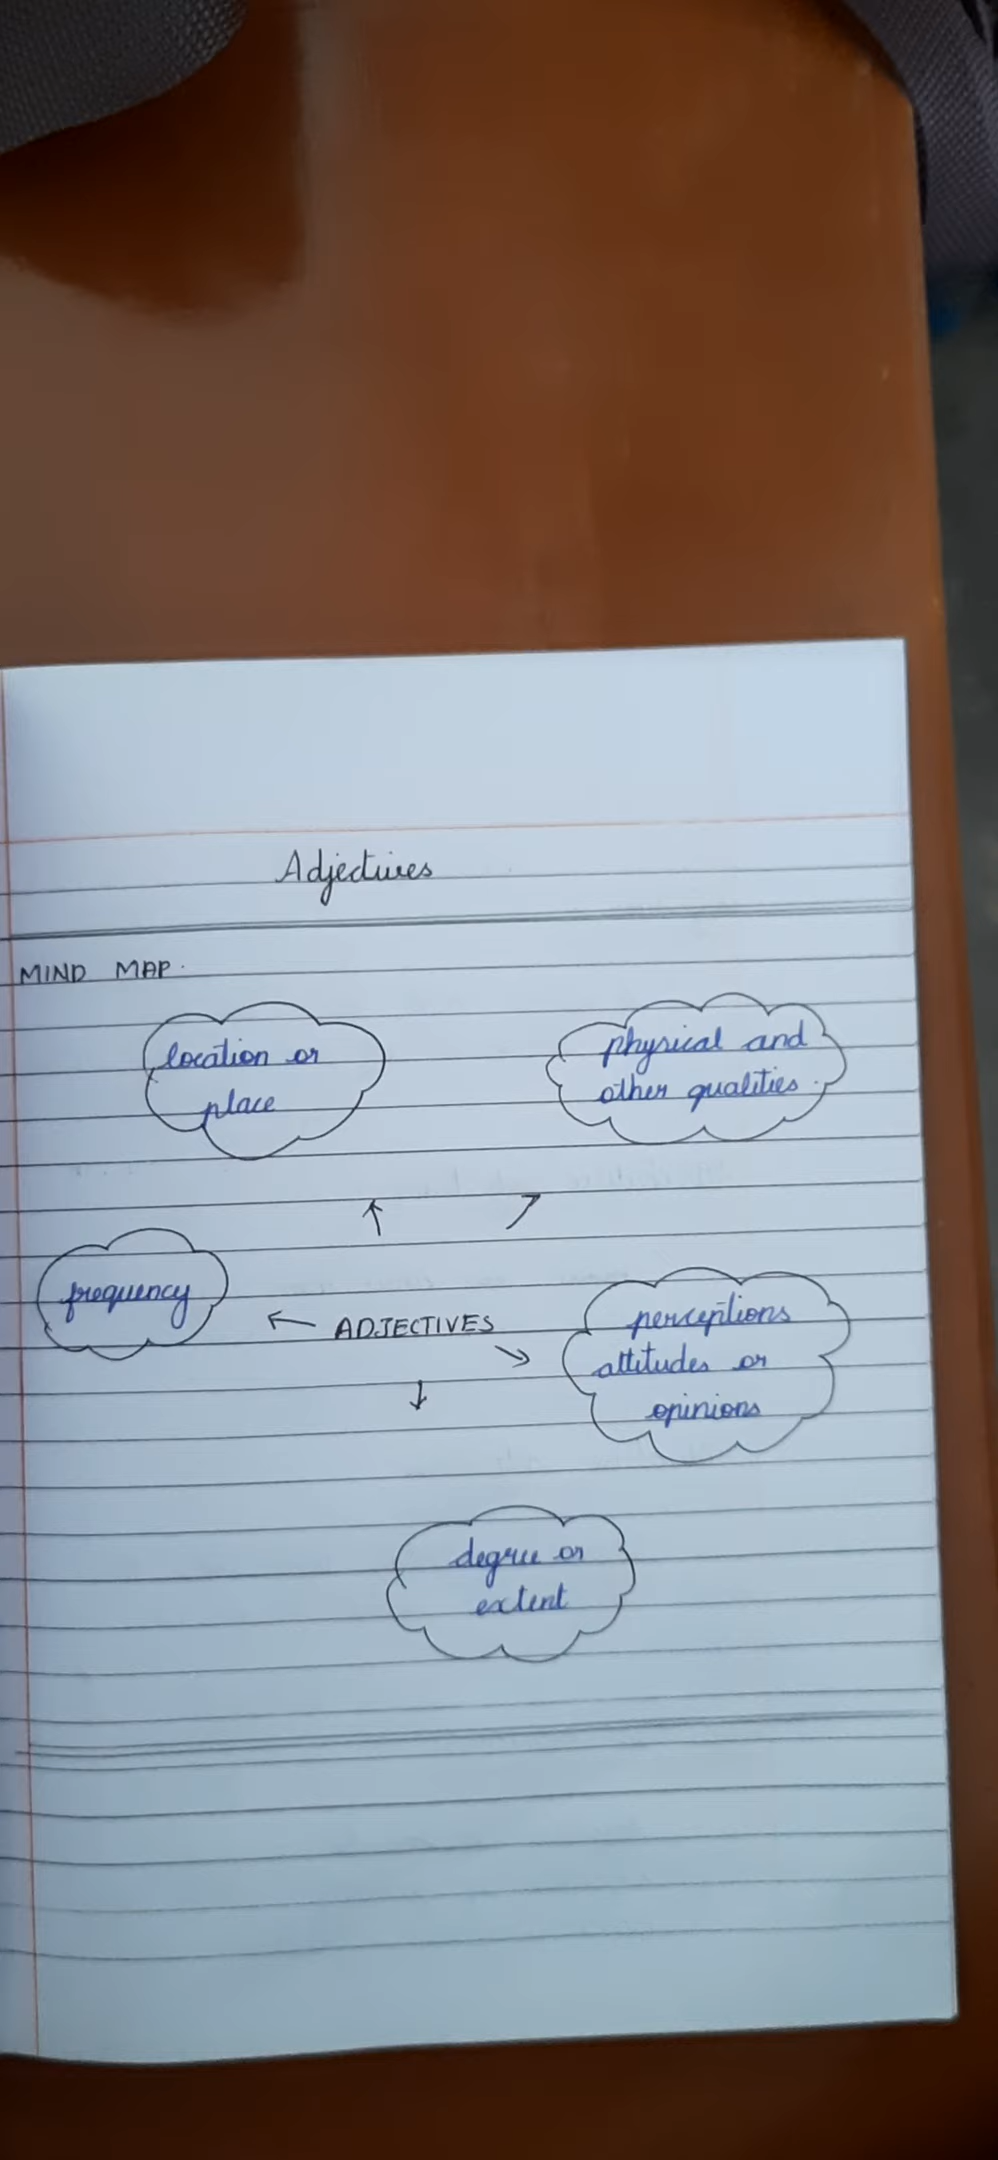 Adjectives
MIND MAP.
location or
place
physical and
other qualities.
frequency
ADJECTIVES
perceptions
attitudes or
opinions
degree or
extent